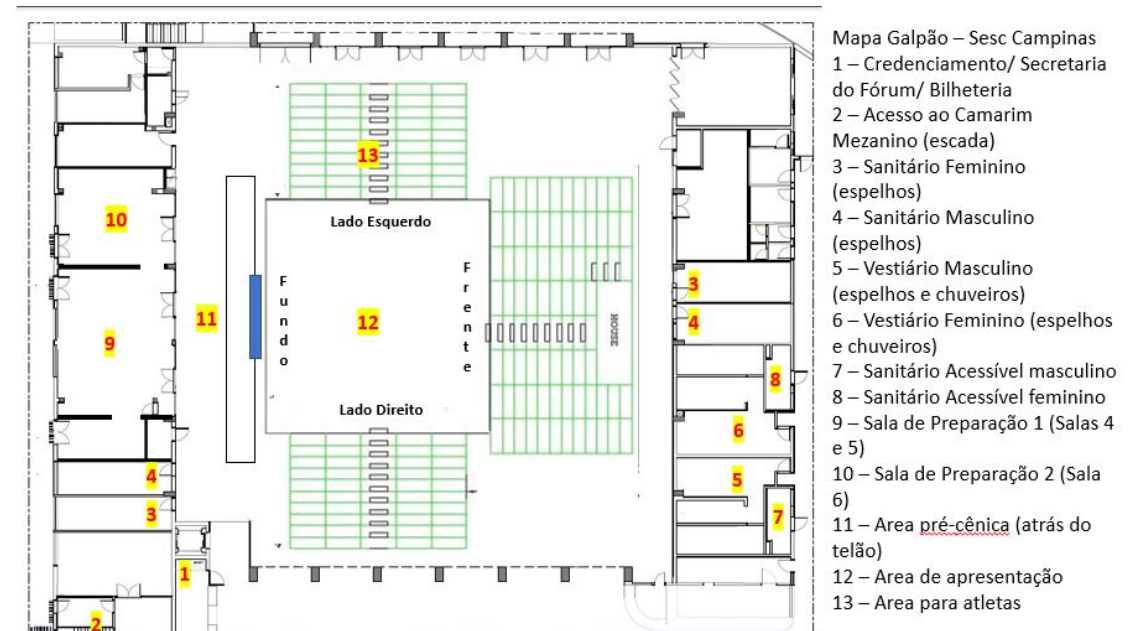 Mapa Galpão – Sesc Campinas
1 – Credenciamento/ Secretaria
do Fórum/ Bilheteria
2 – Acesso ao Camarim
Mezanino (escada)
3 – Sanitário Feminino
(espelhos)
4 – Sanitário Masculino
(espelhos)
5 – Vestiário Masculino
(espelhos e chuveiros)
6 – Vestiário Feminino (espelhos
e chuveiros)
7 – Sanitário Acessível masculino
8 – Sanitário Acessível feminino
9 – Sala de Preparação 1 (Salas 4
e 5)
10 – Sala de Preparação 2 (Sala
6)
11 – Area pré-cênica (atrás do
telão)
12 – Area de apresentação
13 – Area para atletas
13
10
Lado Esquerdo
Fundo
Frente
11
12
9
HOUSE
Lado Direito
3
4
8
6
5
7
4
3
1
2